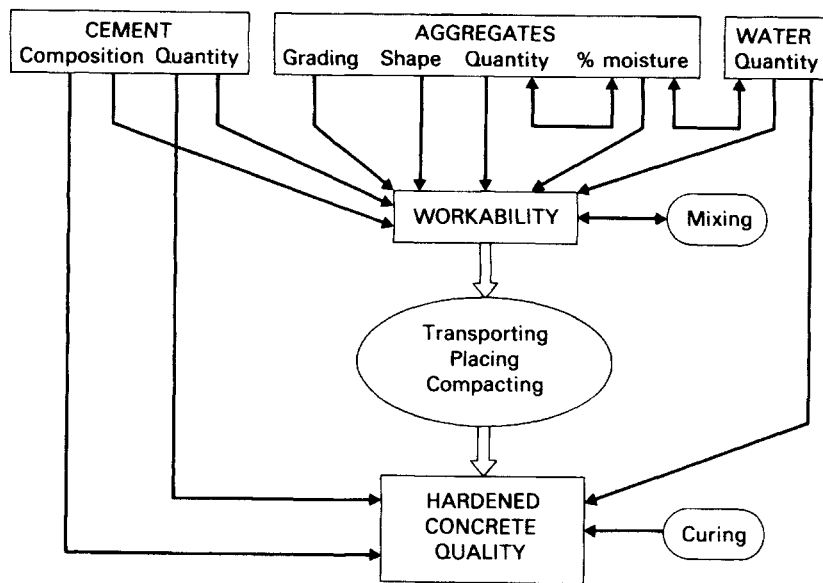 CEMENT
Composition Quantity
AGGREGATES
Grading Shape Quantity % moisture
WATER
Quantity
WORKABILITY
Mixing
Transporting
Placing
Compacting
HARDENED
CONCRETE
QUALITY
Curing